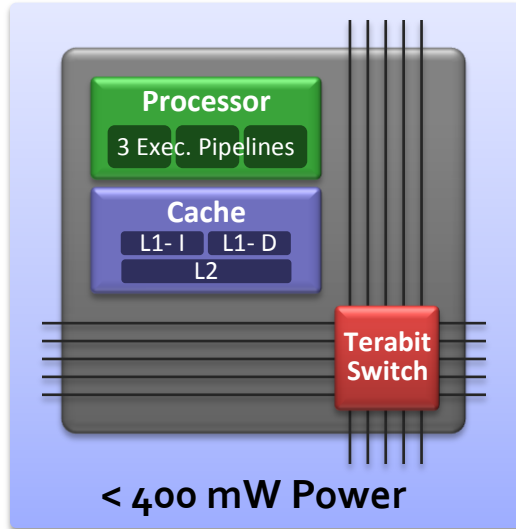 Processor
3 Exec. Pipelines
Cache
L1- I L1- D
L2
Terabit
Switch
< 400 mW Power